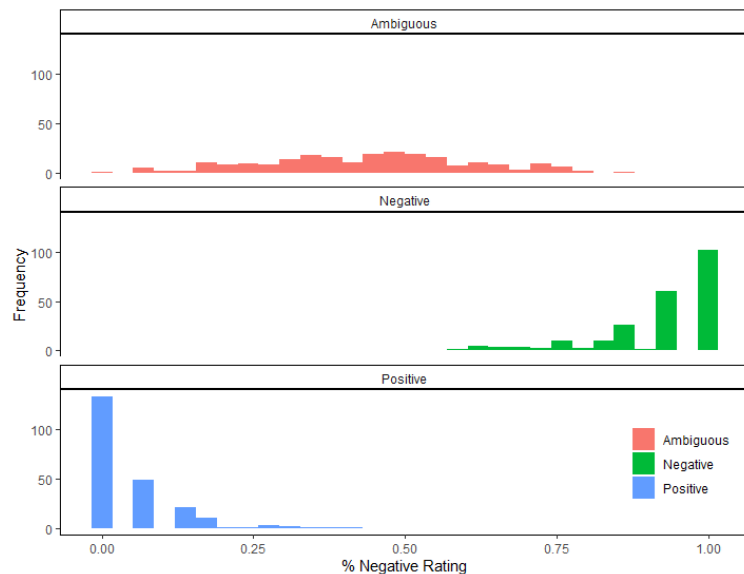 Ambiguous
100
50
0
Negative
100
50
0
Frequency
Positive
100
50
0
Ambiguous
Negative
Positive
0.00 0.25 0.50 0.75 1.00
% Negative Rating